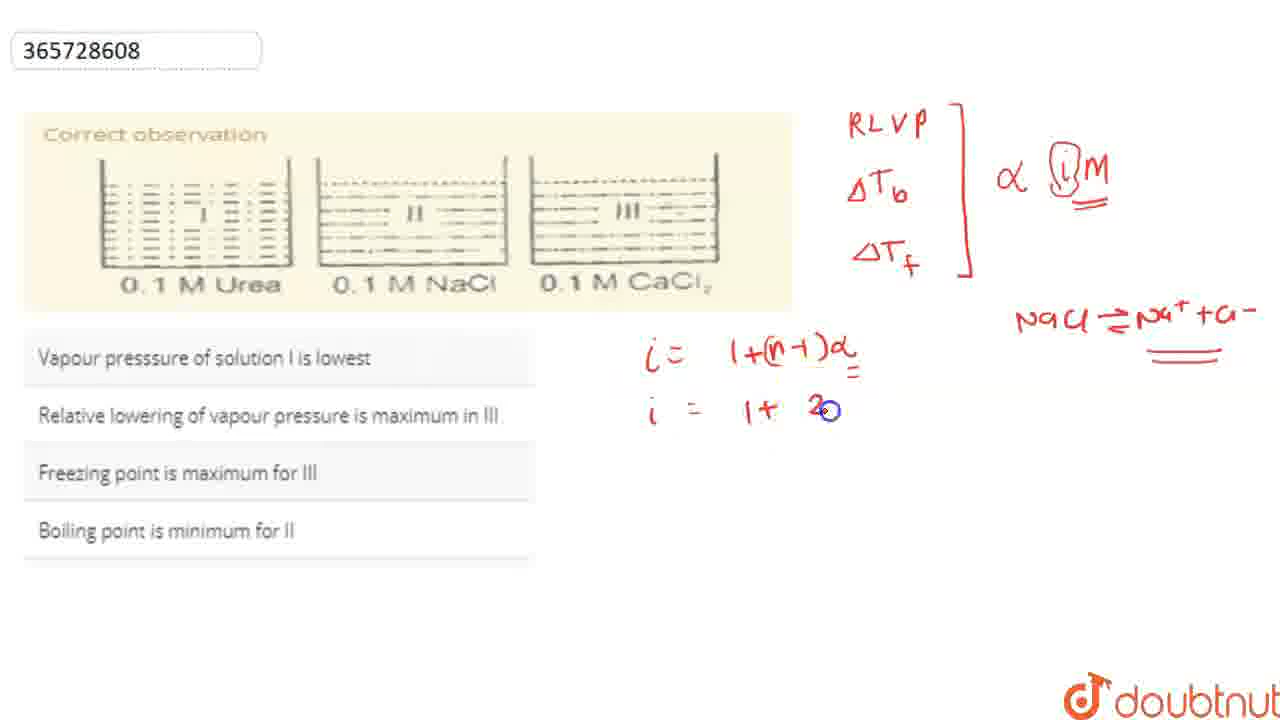 365728608
Correct observation
I
II
III
0.1 M Urea
0.1 M NaCl
0.1 M CaCl₂
Vapour presssure of solution I is lowest
Relative lowering of vapour pressure is maximum in III
Freezing point is maximum for III
Boiling point is minimum for II
RLVP
ΔTb
ΔTf
] α iM
NaCl ⇌ Na⁺ + Cl⁻
i = 1+(n-1)α
i = 1+ 2
doubtnut